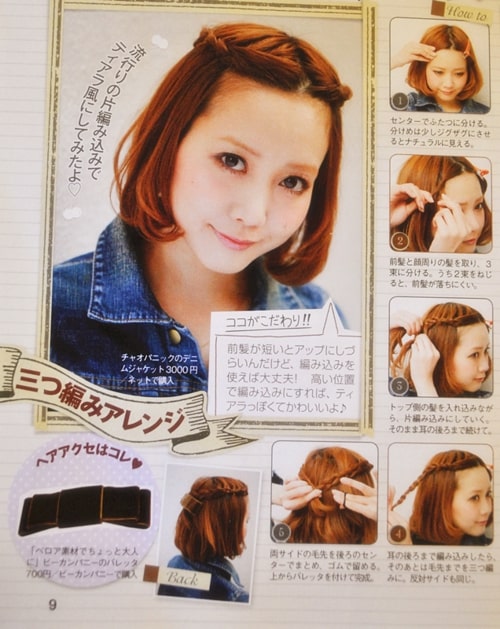 流行りの片編み込みで
ティアラ風にしてみたよ♡
ココがこだわり!!
前髪が短いとアップにしづ
らいんだけど、編み込みを
使えば大丈夫! 高い位置
で編み込みにすれば、ティ
アラっぽくてかわいいよ♪
チャオパニックのデニ
ムジャケット3000円
/ネットで購入
三つ編みアレンジ
ヘアアクセはコレ♥
「ベロア素材でちょっと大人
に」ビーカンパニーのバレッタ
700円/ビーカンパニーで購入
Back
How to
1
センターでふたつに分ける。
分けめは少しジグザグにさせ
るとナチュラルに見える。
2
前髪と顔周りの髪を取り、3
束に分ける。うち2束をねじ
ると、前髪が落ちにくい。
3
トップ側の髪を入れ込みなが
ら、片編み込みにしていく。
そのまま耳の後ろまで続けて。
4
耳の後ろまで編み込みしたら、
そのあとは毛先までを三つ編
みに。反対サイドも同じ。
5
両サイドの毛先を後ろのセン
ターでまとめ、ゴムで留める。
上からバレッタを付けて完成。
9